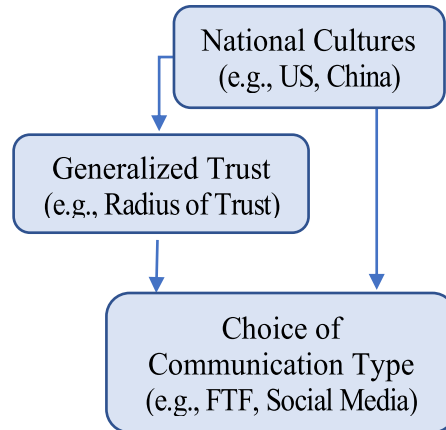 National Cultures
(e.g., US, China)
Generalized Trust
(e.g., Radius of Trust)
Choice of
Communication Type
(e.g., FTF, Social Media)